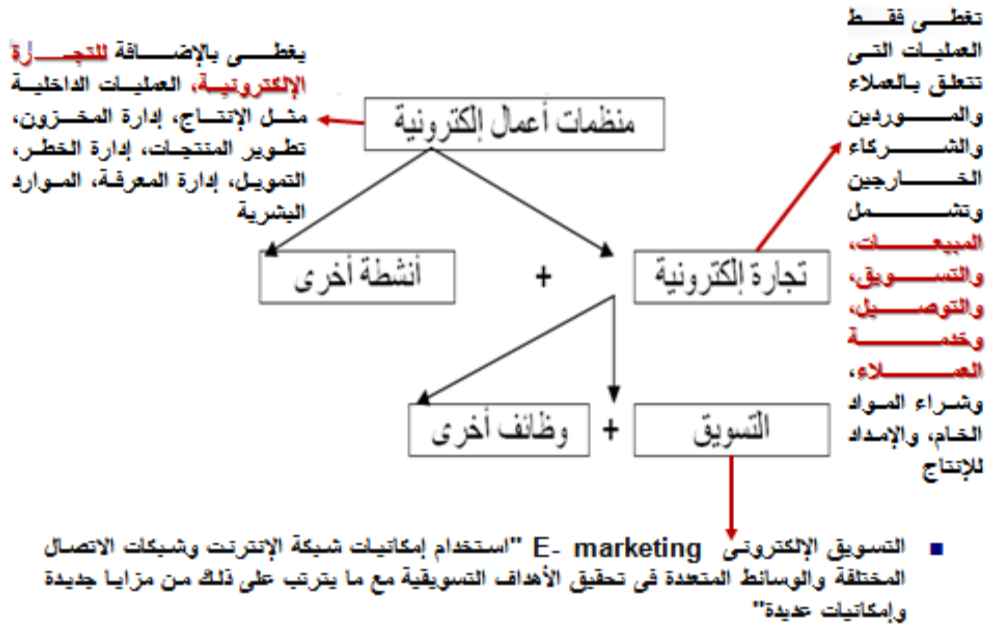 تغطى فقط
العمليات التى
تتعلق بالعملاء
والموردين
والشركاء
الخارجين
وتشمل
المبيعات،
والتسويق،
والتوصيل،
وخدمة
العملاء،
وشراء المواد
الخام، والإمداد
للإنتاج
يغطى بالإضافة للتجارة
الإلكترونية، العمليات الداخلية
مثل الإنتاج، إدارة المخزون،
تطوير المنتجات، إدارة الخطر،
التمويل، إدارة المعرفة، الموارد
البشرية
منظمات أعمال إلكترونية
تجارة إلكترونية + أنشطة أخرى
التسويق + وظائف أخرى
التسويق الإلكترونى E- marketing "استخدام إمكانيات شبكة الإنترنت وشبكات الاتصال
المختلفة والوسائط المتعددة فى تحقيق الأهداف التسويقية مع ما يترتب على ذلك من مزايا جديدة
وإمكانيات عديدة"